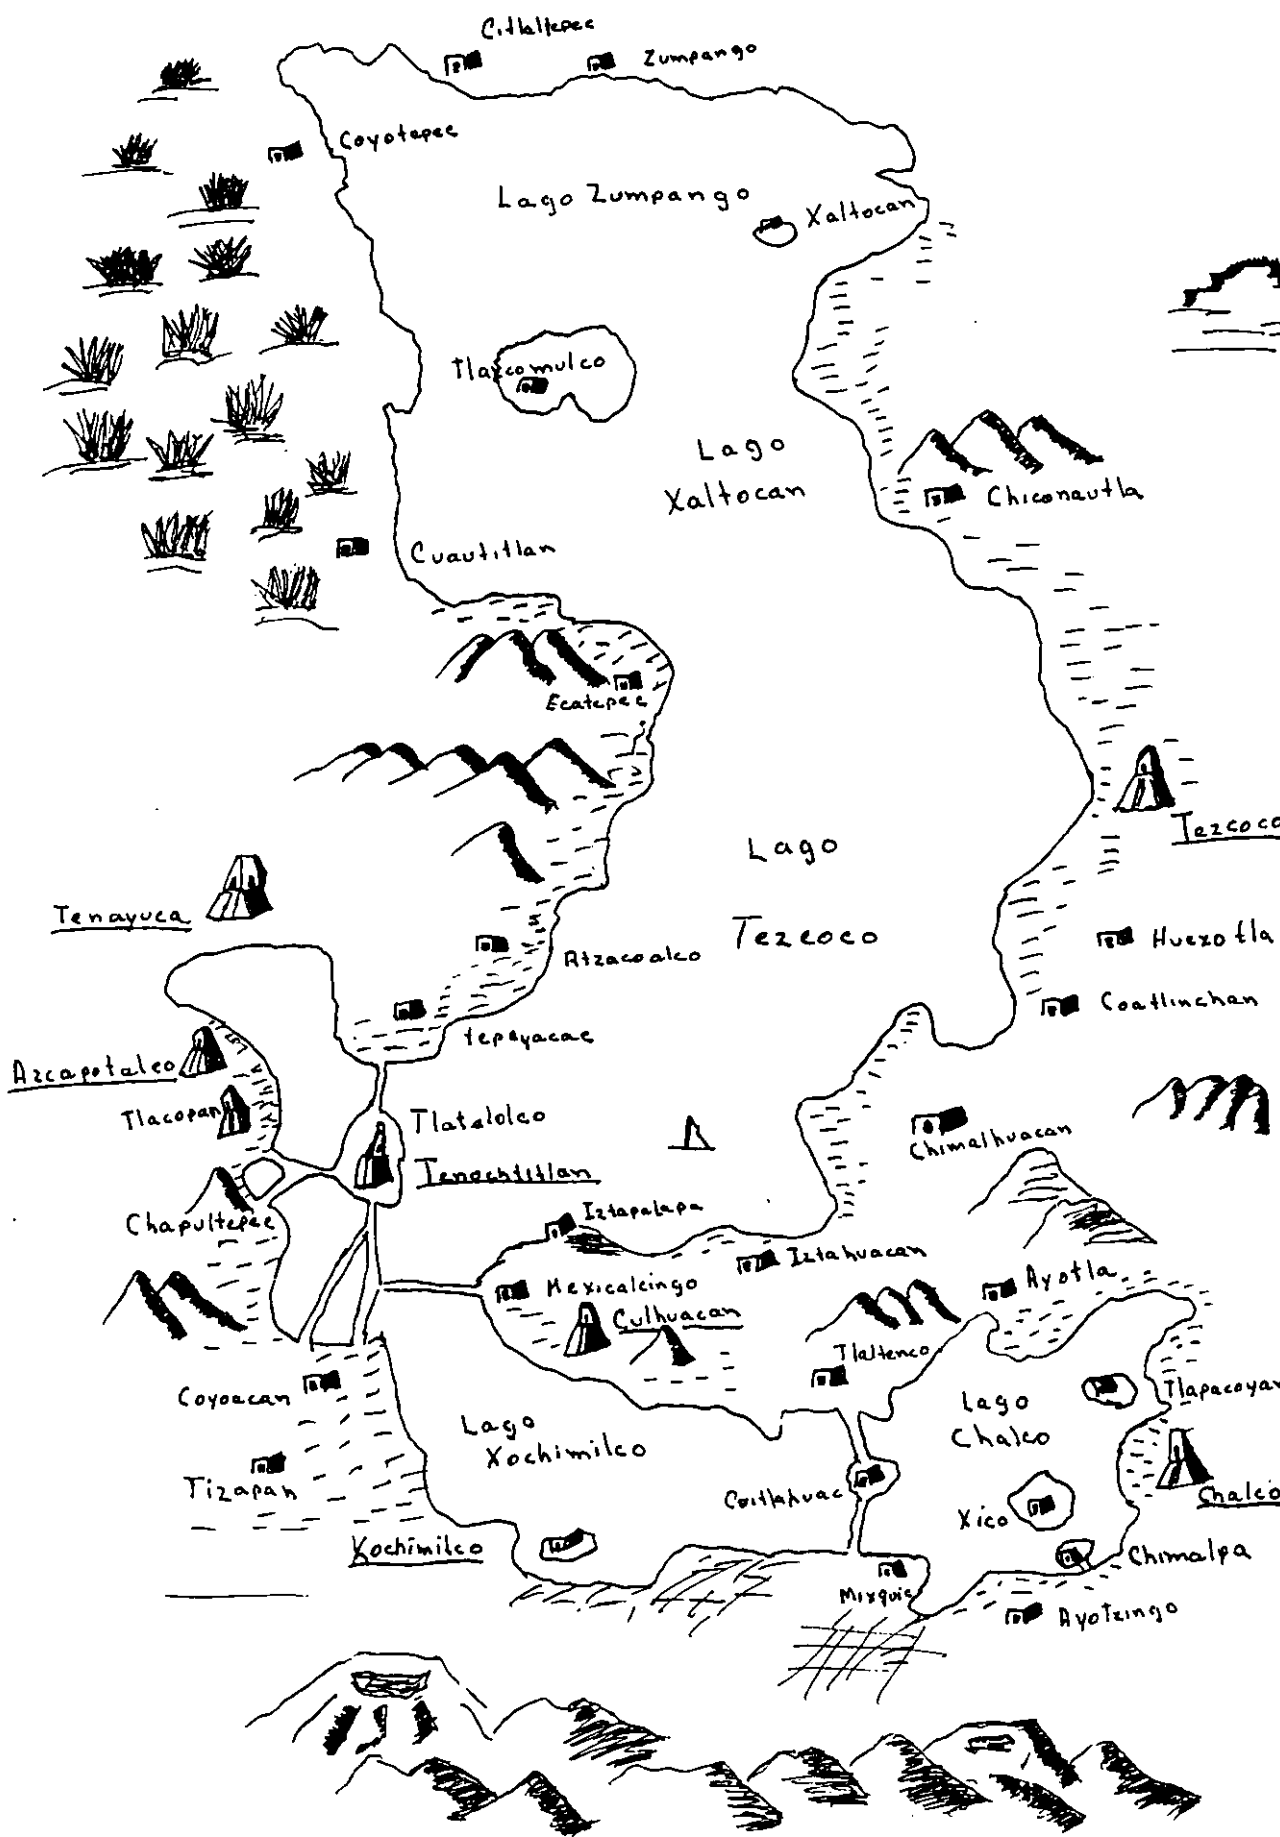 Citlaltepec
Zumpango
Coyotepec
Lago Zumpango
Xaltocan
Tlaxcomulco
Lago
Xaltocan
Chiconautla
Cuautitlan
Ecatepec
Tezcoco
Lago
Tezcoco
Tenayuca
Atzacoalco
Huexotla
Coatlinchan
tepeyacac
Azcapotalco
Tlacopan
Tlatelolco
Tenochtitlan
Chimalhuacan
Chapultepec
Iztapalapa
Iztahuacan
Mexicalcingo
Ayotla
Culhuacan
Tlaltenco
Coyoacan
Lago
Xochimilco
Lago
Chalco
Tlapacoyan
Tizapan
Cuitlahuac
Xico
Chalco
Xochimilco
Chimalpa
Mixquic
Ayotzingo